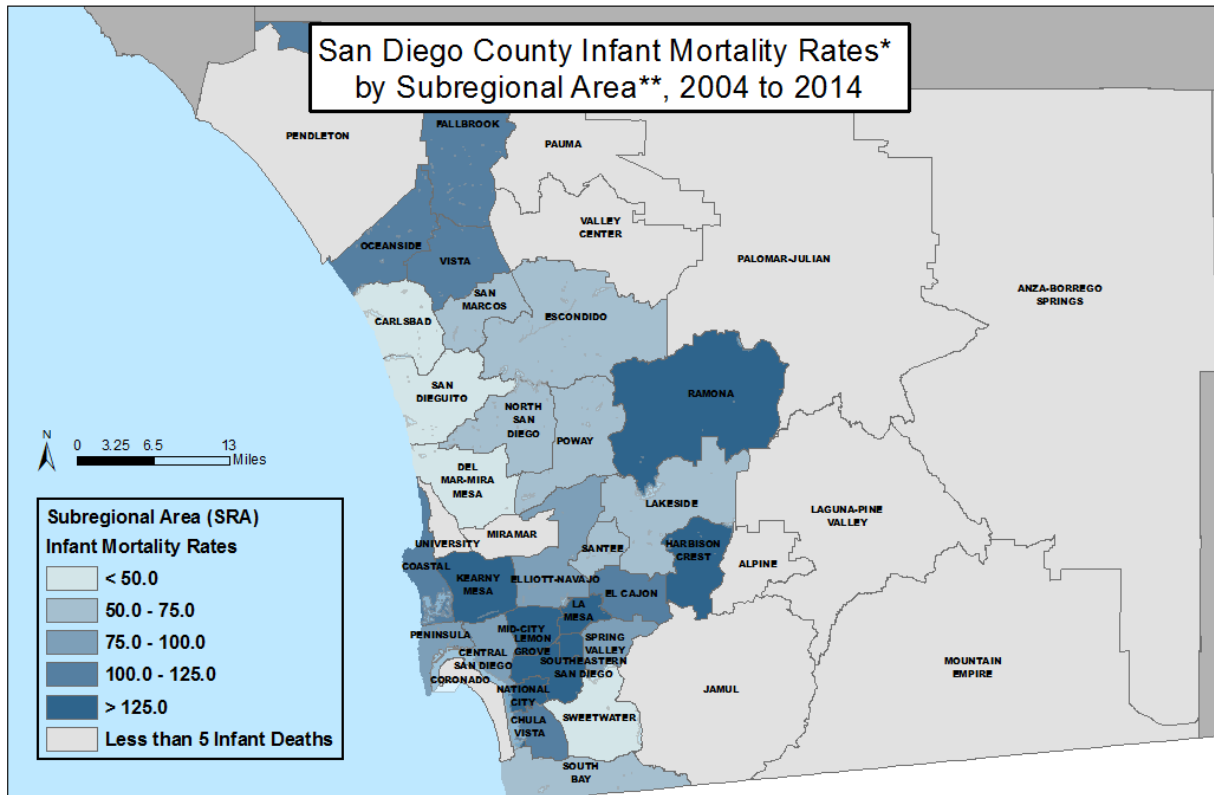 San Diego County Infant Mortality Rates*
by Subregional Area**, 2004 to 2014
PENDLETON
FALLBROOK
PAUMA
VALLEY
CENTER
OCEANSIDE
VISTA
PALOMAR-JULIAN
ANZA-BORREGO
SPRINGS
SAN
MARCOS
CARLSBAD
ESCONDIDO
SAN
DIEGUITO
RAMONA
NORTH
SAN
DIEGO
POWAY
N
0 3.25 6.5 13
Miles
DEL
MAR-MIRA
MESA
LAKESIDE
LAGUNA-PINE
VALLEY
MIRAMAR
UNIVERSITY
SANTEE
HARBISON
CREST
ALPINE
COASTAL
KEARNY
MESA
ELLIOTT-NAVAJO
EL CAJON
LA
MESA
PENINSULA
MID-CITY
LEMON
GROVE
SPRING
VALLEY
CENTRAL
SAN DIEGO
SOUTHEASTERN
SAN DIEGO
CORONADO
MOUNTAIN
EMPIRE
JAMUL
NATIONAL
CITY
CHULA
VISTA
SWEETWATER
SOUTH
BAY
Subregional Area (SRA)
Infant Mortality Rates
< 50.0
50.0 - 75.0
75.0 - 100.0
100.0 - 125.0
> 125.0
Less than 5 Infant Deaths